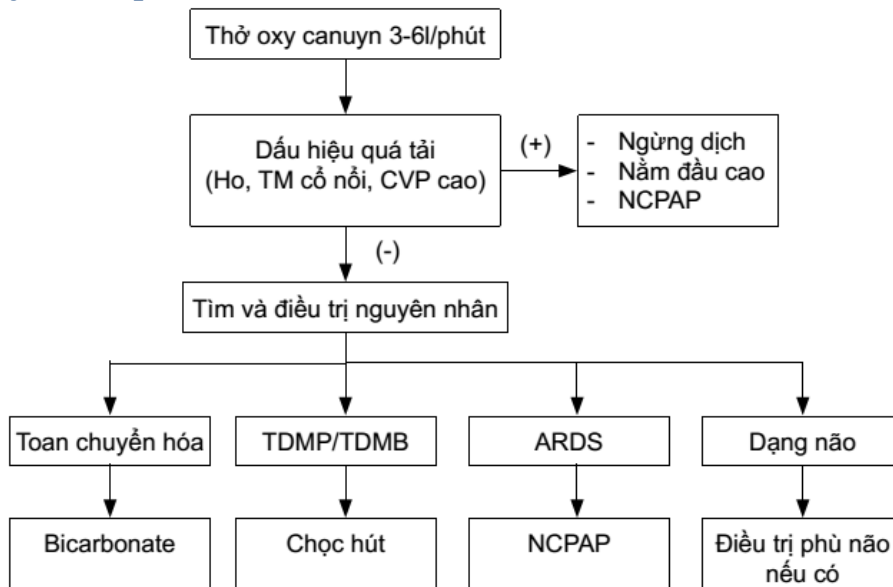 Thở oxy canuyn 3-6l/phút
Dấu hiệu quá tải
(Ho, TM cổ nổi, CVP cao)
(+)
- Ngừng dịch
- Nằm đầu cao
- NCPAP
(-)
Tìm và điều trị nguyên nhân
Toan chuyển hóa
TDMP/TDMB
ARDS
Dạng não
Bicarbonate
Chọc hút
NCPAP
Điều trị phù não
nếu có